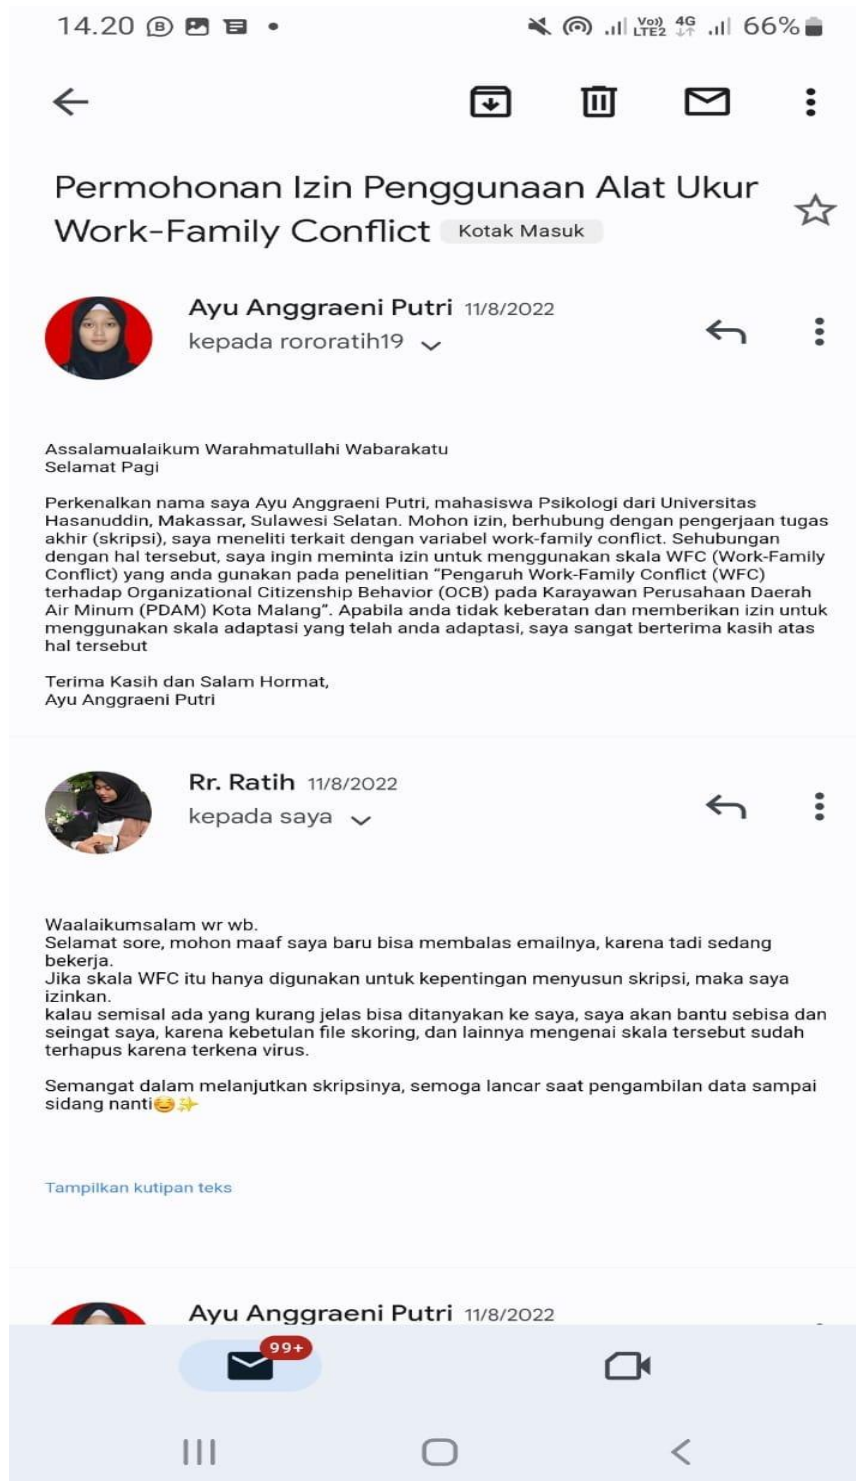 14.20
VoD) 4G 66%
LTE2
Permohonan Izin Penggunaan Alat Ukur
Work-Family Conflict Kotak Masuk
Ayu Anggraeni Putri 11/8/2022
kepada rororatih19
Assalamualaikum Warahmatullahi Wabarakatu
Selamat Pagi
Perkenalkan nama saya Ayu Anggraeni Putri, mahasiswa Psikologi dari Universitas
Hasanuddin, Makassar, Sulawesi Selatan. Mohon izin, berhubung dengan pengerjaan tugas
akhir (skripsi), saya meneliti terkait dengan variabel work-family conflict. Sehubungan
dengan hal tersebut, saya ingin meminta izin untuk menggunakan skala WFC (Work-Family
Conflict) yang anda gunakan pada penelitian “Pengaruh Work-Family Conflict (WFC)
terhadap Organizational Citizenship Behavior (OCB) pada Karayawan Perusahaan Daerah
Air Minum (PDAM) Kota Malang”. Apabila anda tidak keberatan dan memberikan izin untuk
menggunakan skala adaptasi yang telah anda adaptasi, saya sangat berterima kasih atas
hal tersebut
Terima Kasih dan Salam Hormat,
Ayu Anggraeni Putri
Rr. Ratih 11/8/2022
kepada saya
Waalaikumsalam wr wb.
Selamat sore, mohon maaf saya baru bisa membalas emailnya, karena tadi sedang
bekerja.
Jika skala WFC itu hanya digunakan untuk kepentingan menyusun skripsi, maka saya
izinkan.
kalau semisal ada yang kurang jelas bisa ditanyakan ke saya, saya akan bantu sebisa dan
seingat saya, karena kebetulan file skoring, dan lainnya mengenai skala tersebut sudah
terhapus karena terkena virus.
Semangat dalam melanjutkan skripsinya, semoga lancar saat pengambilan data sampai
sidang nanti😊✨
Tampilkan kutipan teks
Ayu Anggraeni Putri 11/8/2022
99+